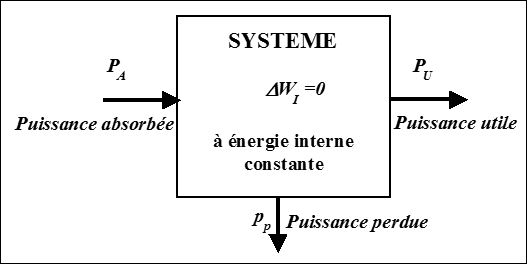 SYSTEME
P_A
P_U
ΔW_I =0
Puissance absorbée
Puissance utile
à énergie interne
constante
p_p
Puissance perdue